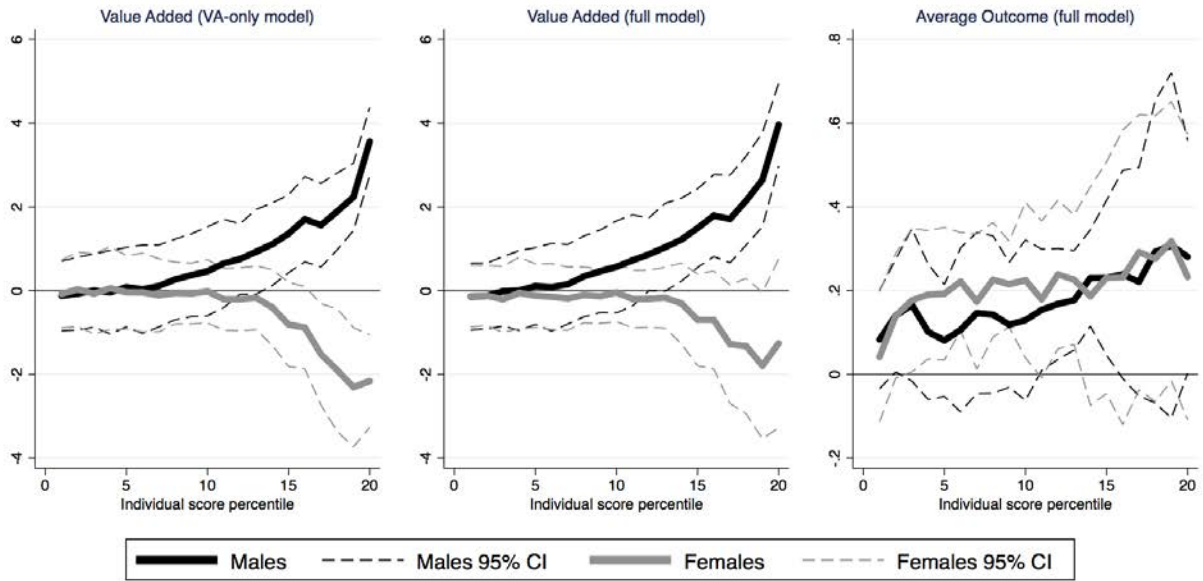 Value Added (VA-only model)
6
4
2
0
-2
-4
0 5 10 15 20
Individual score percentile
Value Added (full model)
6
4
2
0
-2
-4
0 5 10 15 20
Individual score percentile
Average Outcome (full model)
.8
.6
.4
.2
0
-.2
0 5 10 15 20
Individual score percentile
Males Males 95% CI Females Females 95% CI